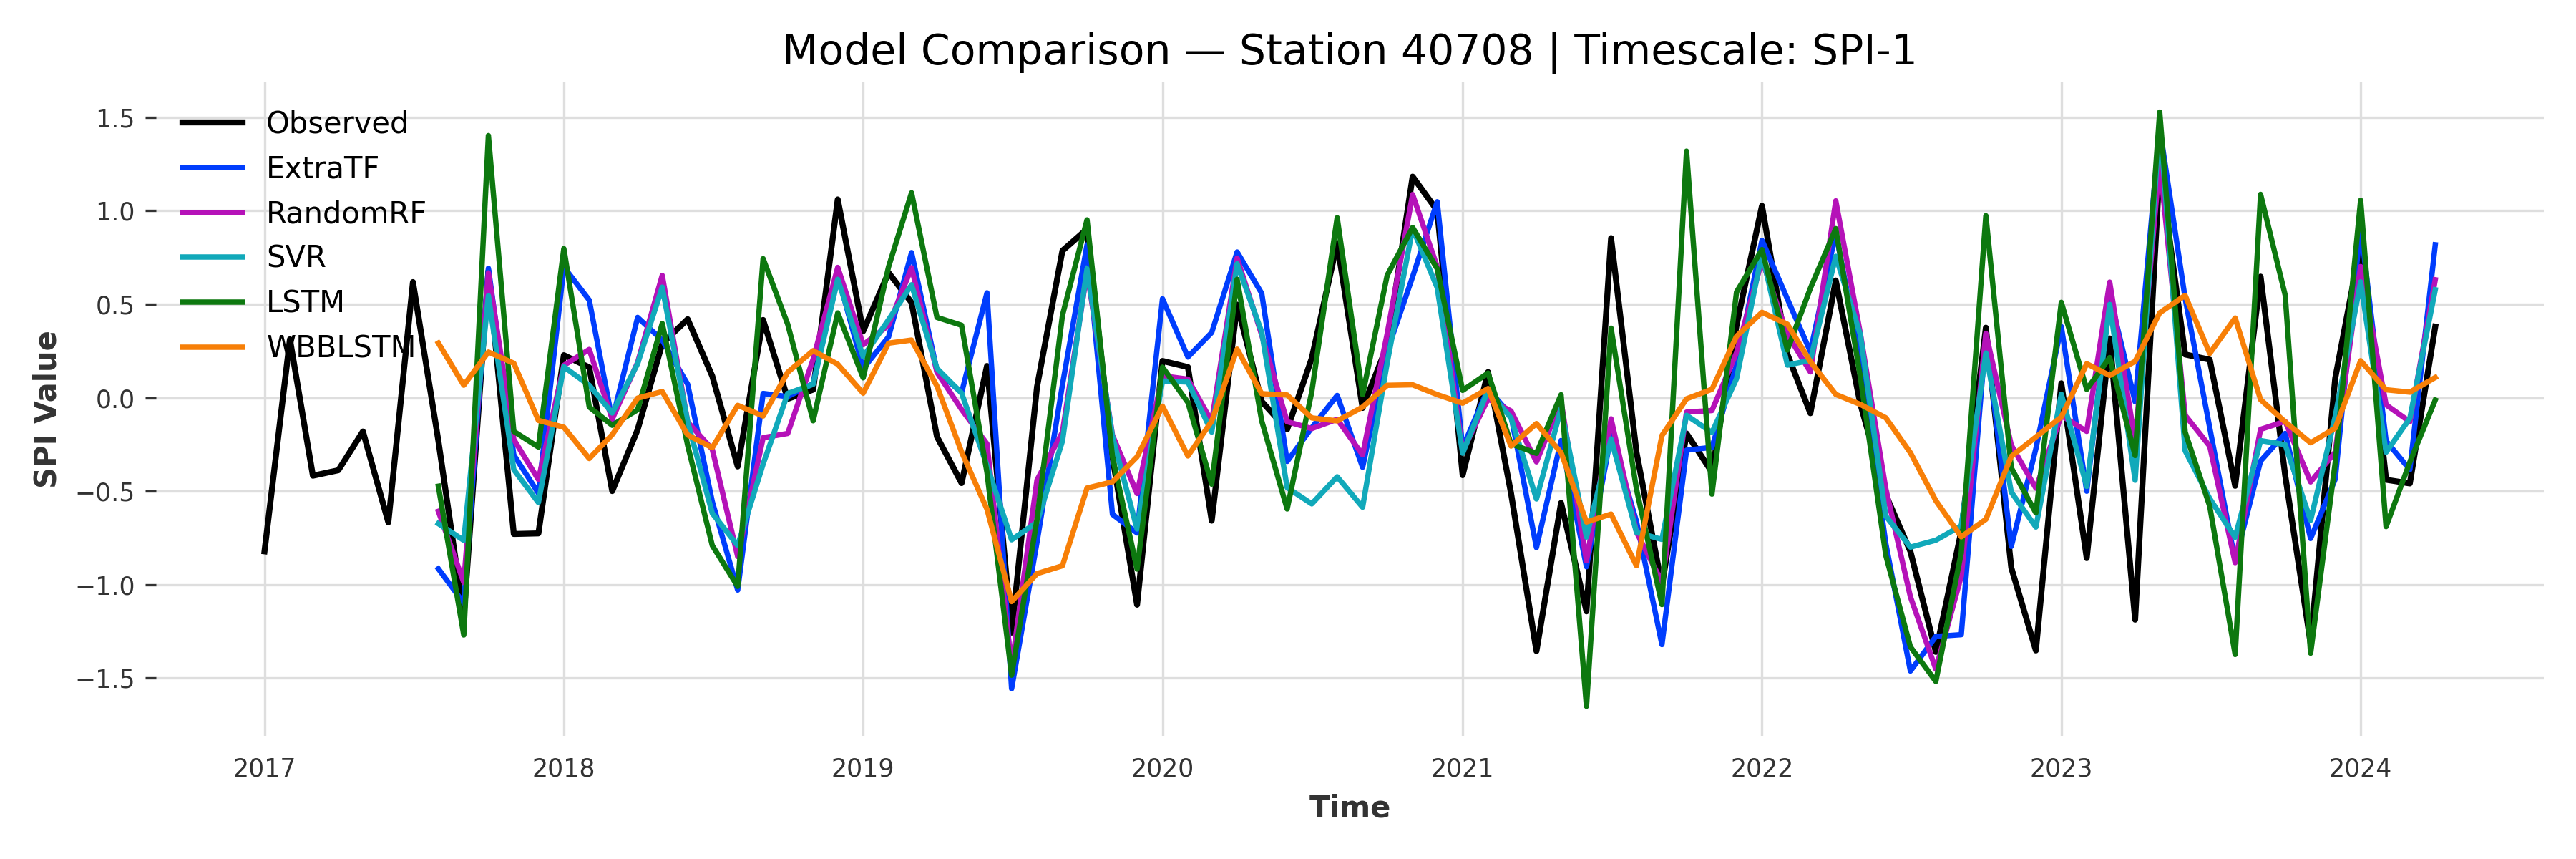 Model Comparison — Station 40708 | Timescale: SPI-1
SPI Value
1.5
1.0
0.5
0.0
−0.5
−1.0
−1.5
Observed
ExtraTF
RandomRF
SVR
LSTM
WBBLSTM
2017 2018 2019 2020 2021 2022 2023 2024
Time